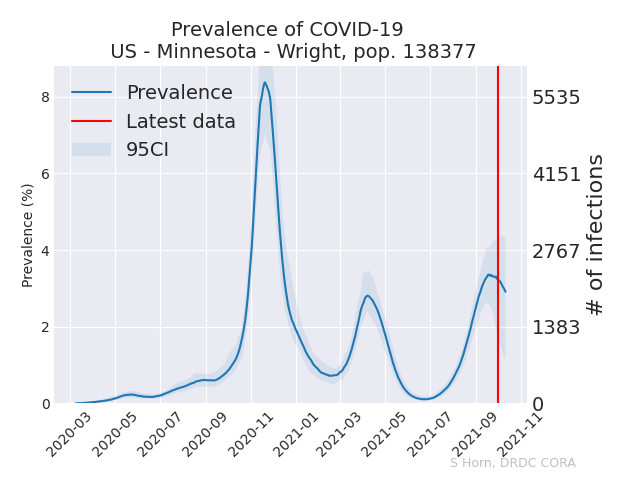 Prevalence of COVID-19
US - Minnesota - Wright, pop. 138377
Prevalence
Latest data
95CI
Prevalence (%)
8
6
4
2
0
5535
4151
2767
1383
0
# of infections
2020-03
2020-05
2020-07
2020-09
2020-11
2021-01
2021-03
2021-05
2021-07
2021-09
2021-11
S Horn, DRDC CORA